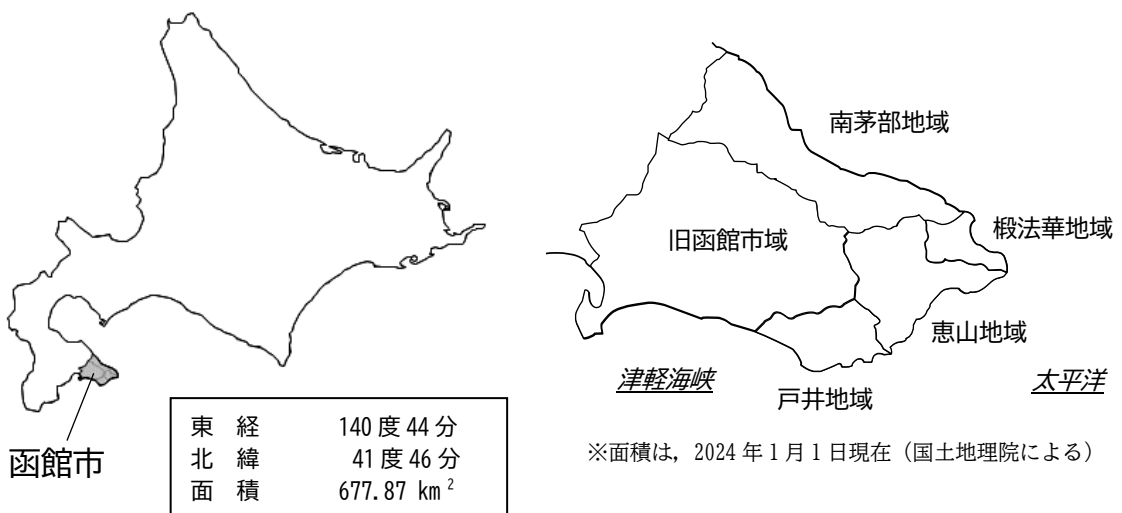 函館市
東経 140度44分
北緯 41度46分
面積 677.87 km²
南茅部地域
椴法華地域
旧函館市域
恵山地域
津軽海峡
太平洋
戸井地域
※面積は，2024年1月1日現在（国土地理院による）